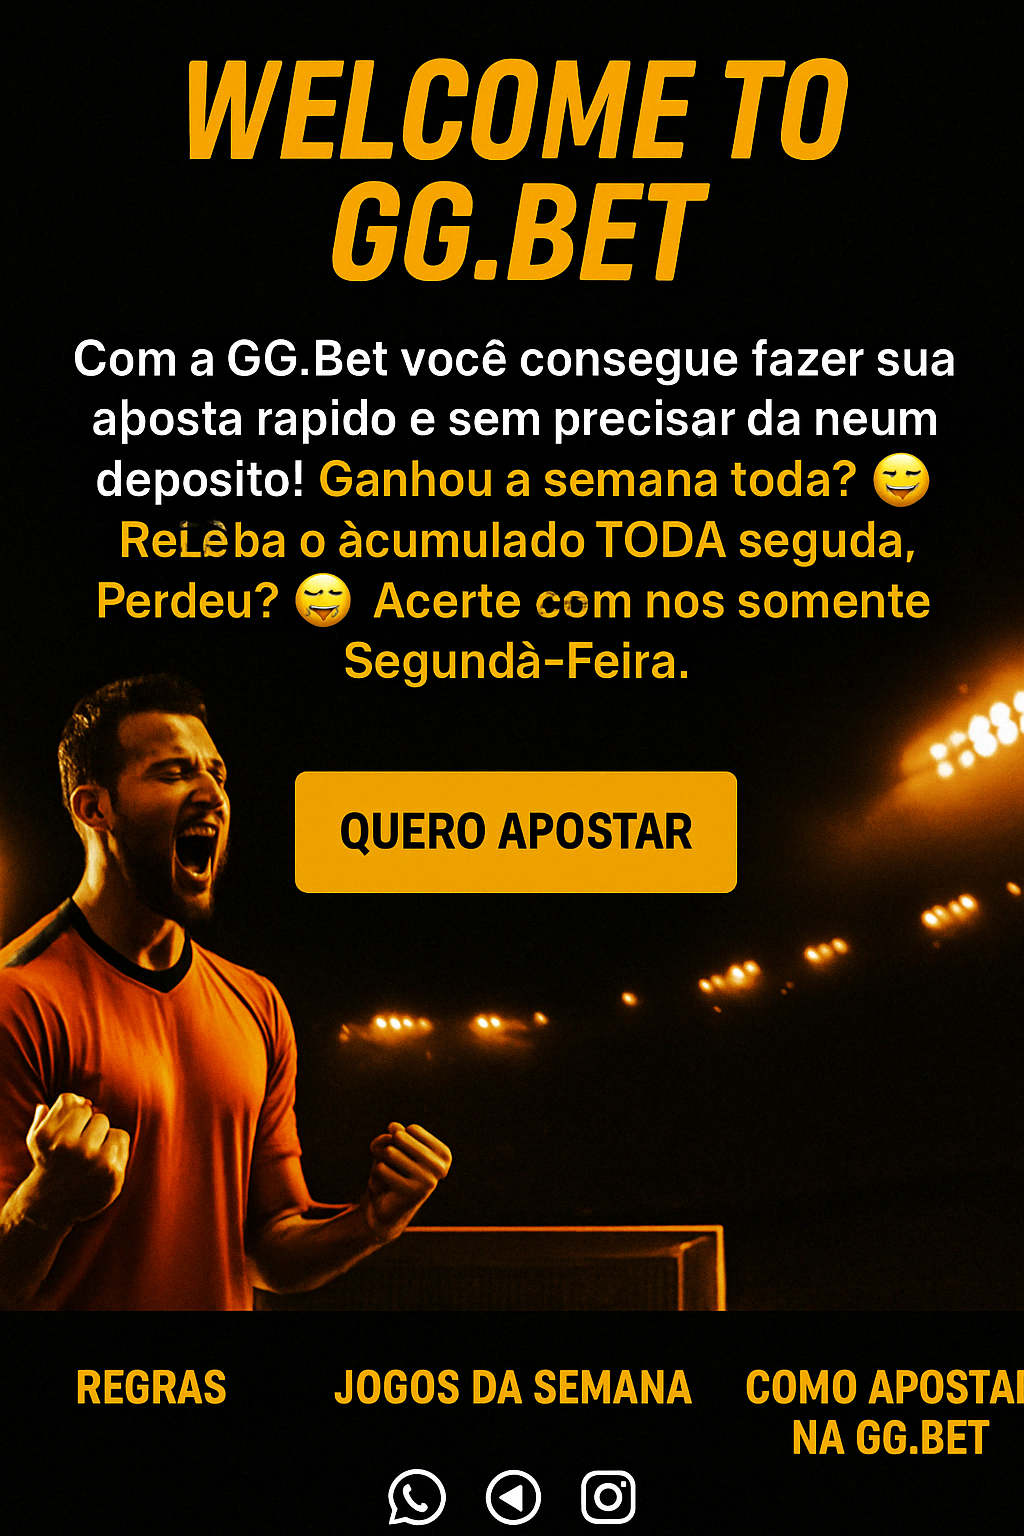 WELCOME TO
GG.BET
Com a GG.Bet você consegue fazer sua
aposta rapido e sem precisar da neum
deposito! Ganhou a semana toda?
o àcumulado TODA seguda,
Perdeu? Acerte com nos somente
Segundà-Feira.
QUERO APOSTAR
REGRAS
JOGOS DA SEMANA
COMO APOSTAR
NA GG.BET